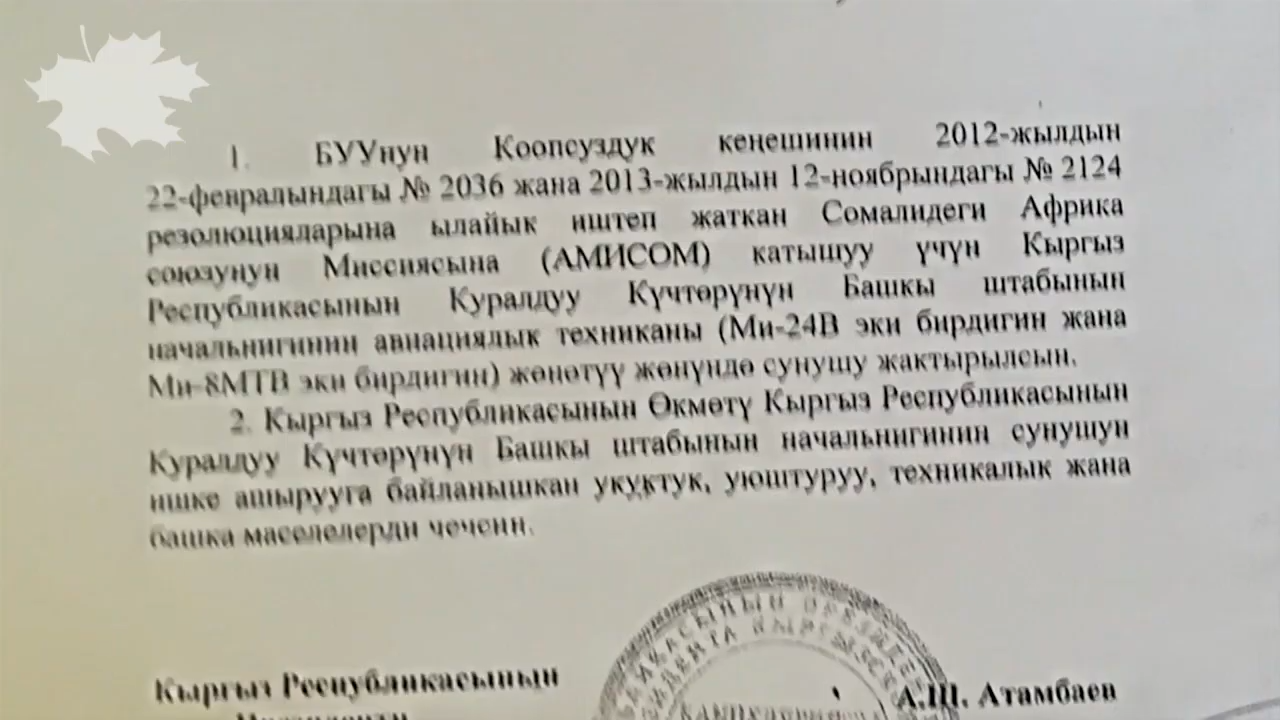 1. БУУнун Коопсуздук кеңешинин 2012-жылдын
22-февралындагы № 2036 жана 2013-жылдын 12-ноябрындагы № 2124
резолюцияларына ылайык иштеп жаткан Сомалидеги Африка
союзунун Миссиясына (АМИСОМ) катышуу үчүн Кыргыз
Республикасынын Куралдуу Күчтөрүнүн Башкы штабынын
начальнигинин авиациялык техниканы (Ми-24В эки бирдигин жана
Ми-8МТВ эки бирдигин) жөнөтүү жөнүндө сунушу жактырылсын.
2. Кыргыз Республикасынын Өкмөтү Кыргыз Республикасынын
Куралдуу Күчтөрүнүн Башкы штабынын начальнигинин сунушун
ишке ашырууга байланышкан укуктук, уюштуруу, техникалык жана
башка маселелерди чечсин.
Кыргыз Республикасынын
А.Ш. Атамбаев